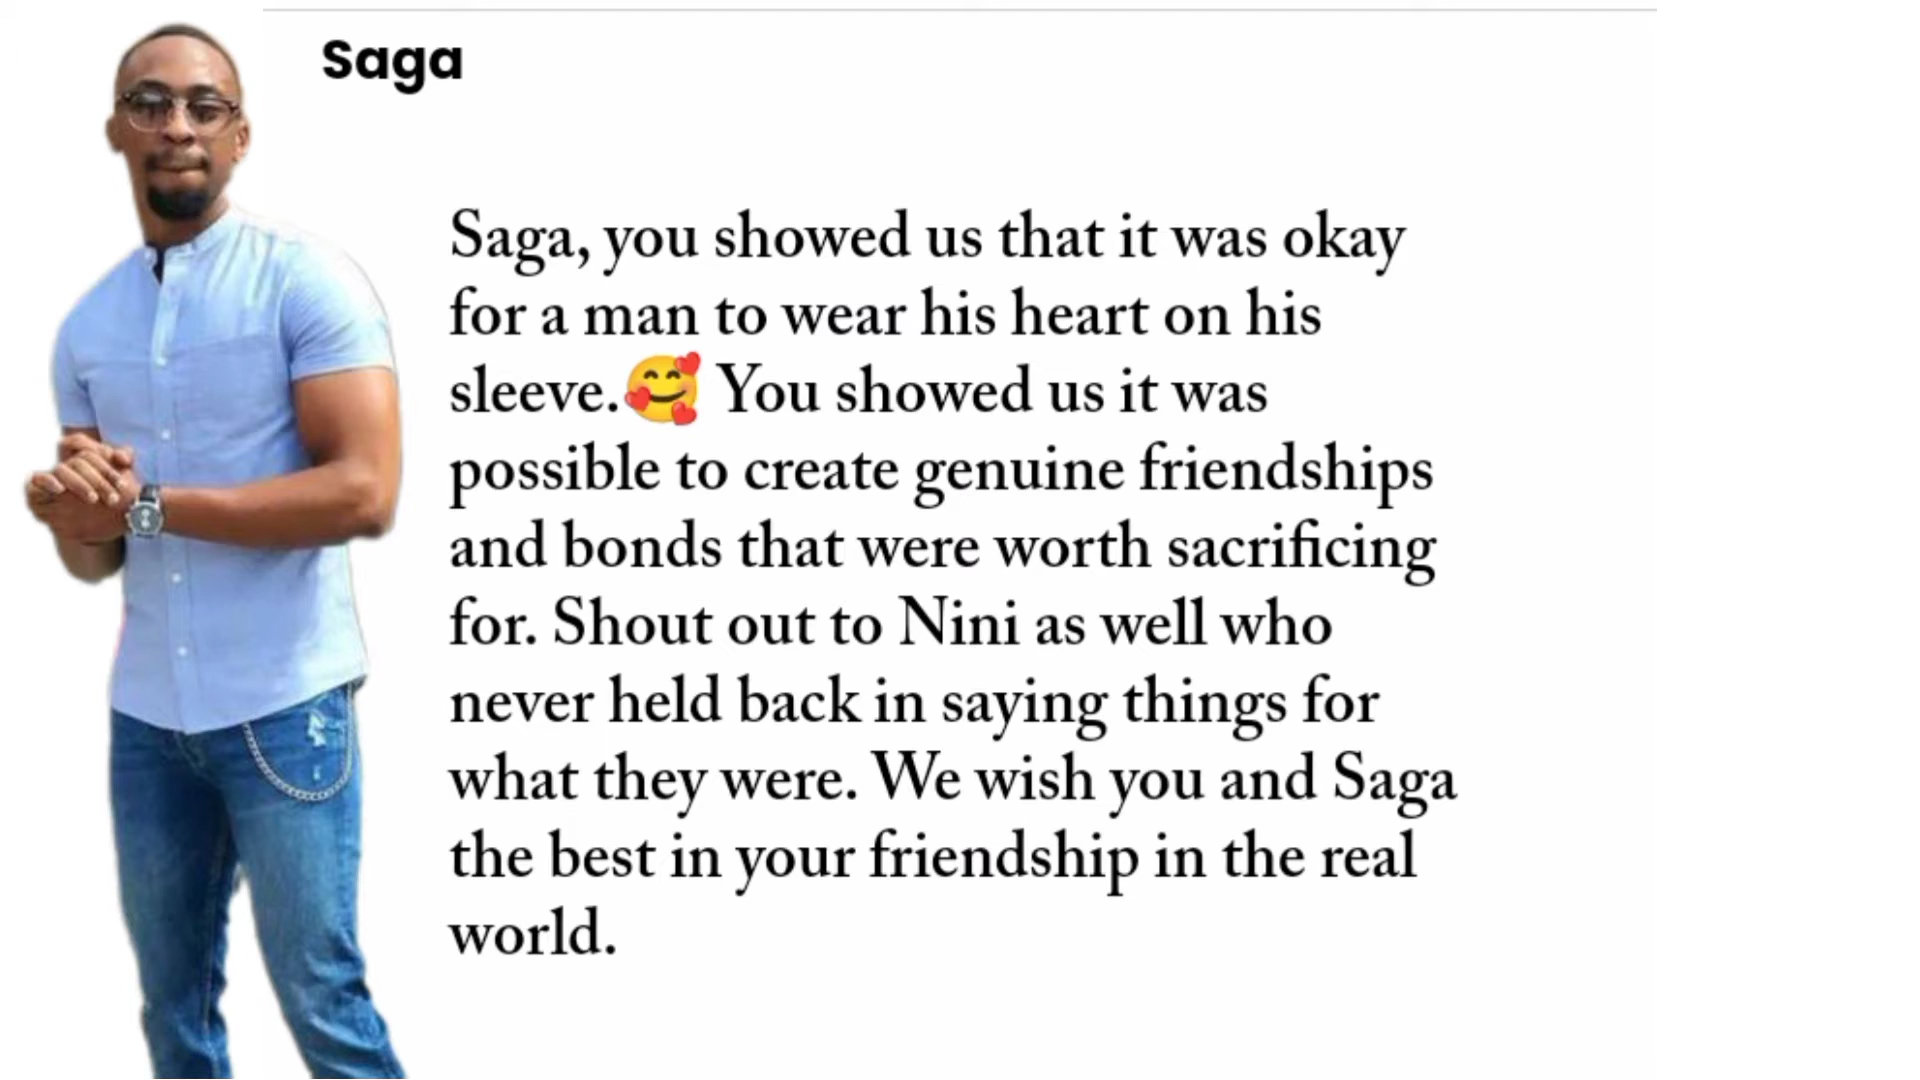 Saga
Saga, you showed us that it was okay
for a man to wear his heart on his
sleeve.🥰 You showed us it was
possible to create genuine friendships
and bonds that were worth sacrificing
for. Shout out to Nini as well who
never held back in saying things for
what they were. We wish you and Saga
the best in your friendship in the real
world.